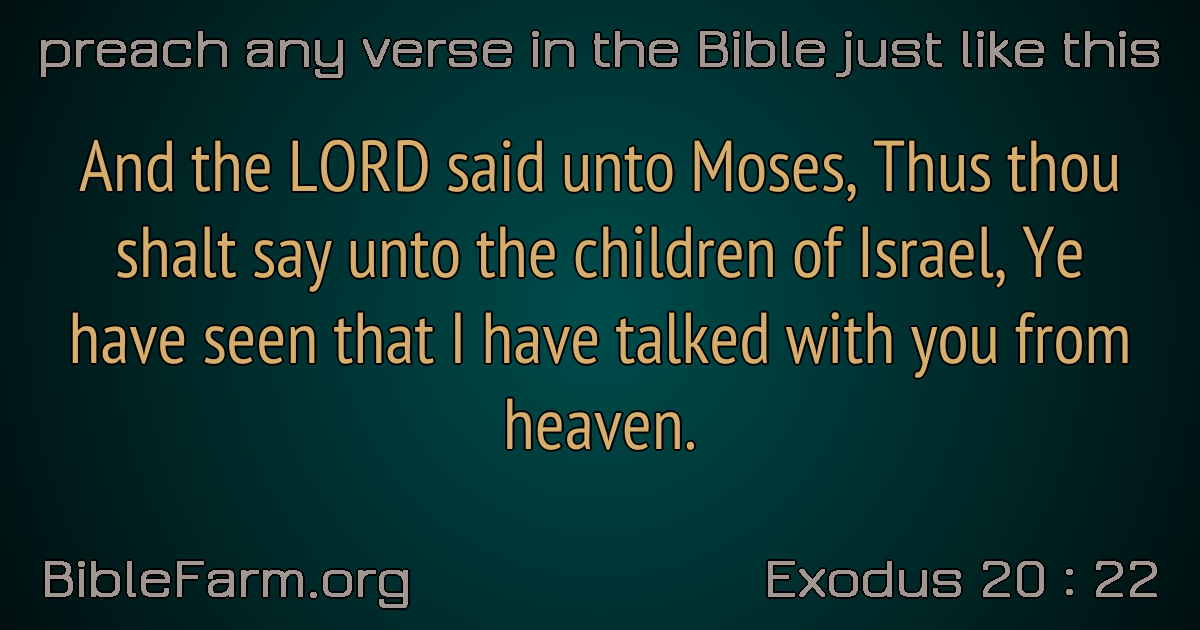 preach any verse in the Bible just like this
And the LORD said unto Moses, Thus thou
shalt say unto the children of Israel, Ye
have seen that I have talked with you from
heaven.
BibleFarm.org
Exodus 20 : 22